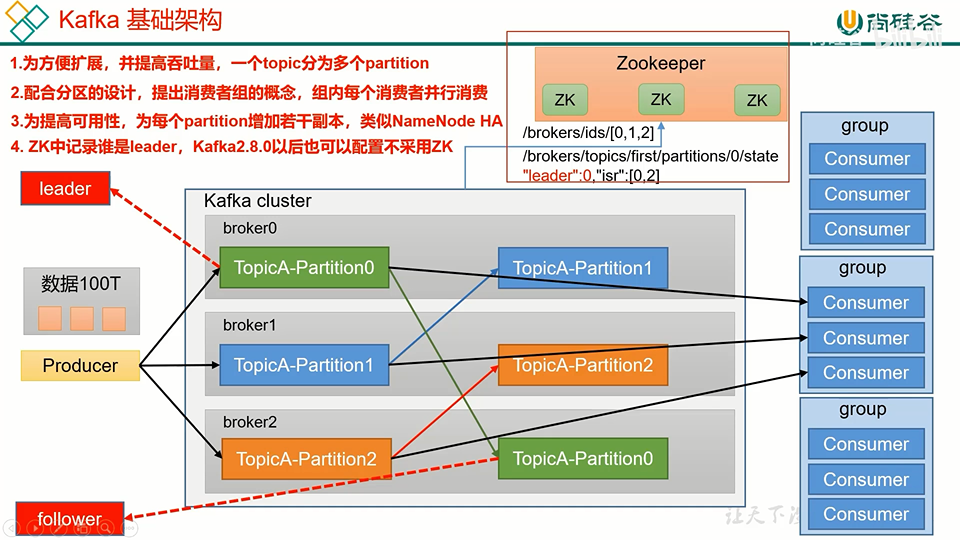 Kafka 基础架构
尚硅谷
1.为方便扩展，并提高吞吐量，一个topic分为多个partition
2.配合分区的设计，提出消费者组的概念，组内每个消费者并行消费
3.为提高可用性，为每个partition增加若干副本，类似NameNode HA
4. ZK中记录谁是leader，Kafka2.8.0以后也可以配置不采用ZK
Zookeeper
ZK
ZK
ZK
/brokers/ids/[0,1,2]
/brokers/topics/first/partitions/0/state
"leader":0,"isr":[0,2]
leader
数据100T
Producer
follower
Kafka cluster
broker0
TopicA-Partition0
TopicA-Partition1
broker1
TopicA-Partition1
TopicA-Partition2
broker2
TopicA-Partition2
TopicA-Partition0
group
Consumer
Consumer
Consumer
group
Consumer
Consumer
Consumer
group
Consumer
Consumer
Consumer
让天下